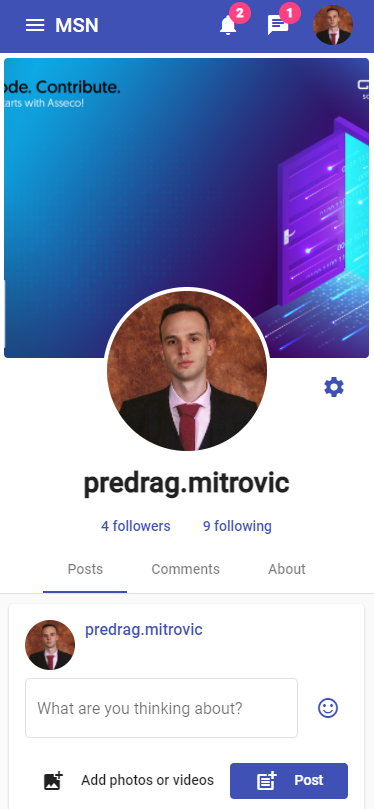 MSN
2
1
ode. Contribute.
tarts with Asseco!
predrag.mitrovic
4 followers
9 following
Posts
Comments
About
predrag.mitrovic
What are you thinking about?
Add photos or videos
Post